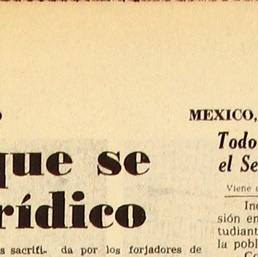 MEXICO,
que se
rídico
s sacrifi- da por los forjadores de
Todo
el Se
Viene d
In
sión en
tudiant
la pobl